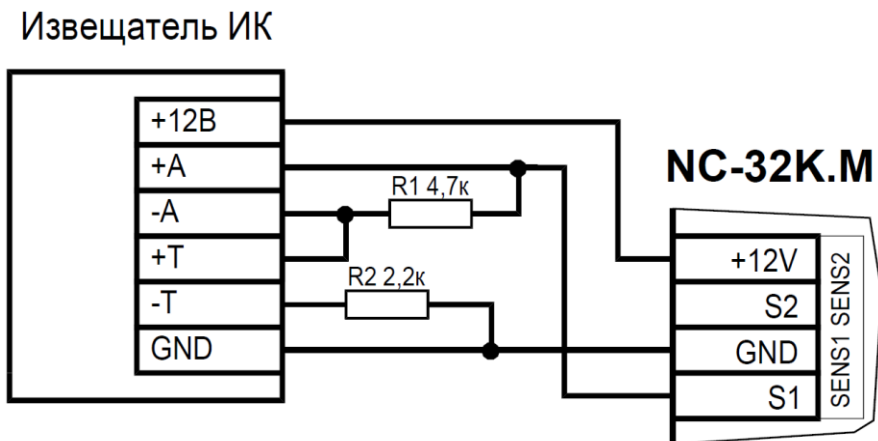 Извещатель ИК
+12В
+A
-A
+T
-T
GND
R1 4,7к
R2 2,2к
NC-32K.M
+12V
S2
GND
S1
SENS1 SENS2